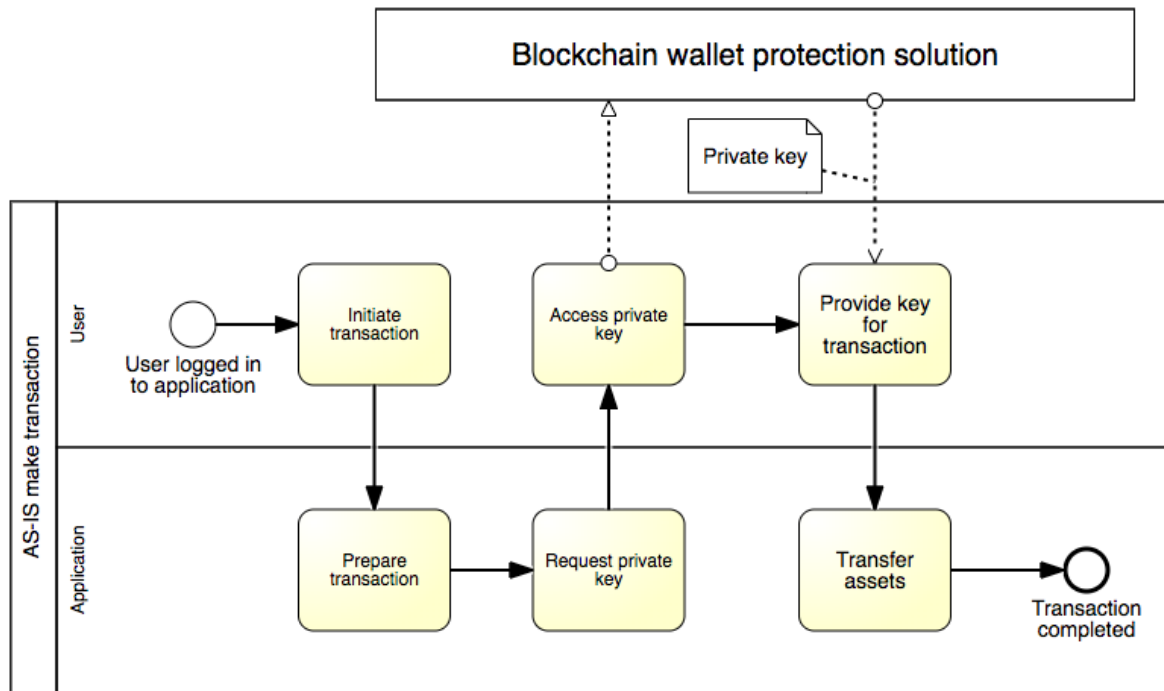 Blockchain wallet protection solution
Private key
AS-IS make transaction
User
User logged in
to application
Initiate
transaction
Access private
key
Provide key
for
transaction
Application
Prepare
transaction
Request private
key
Transfer
assets
Transaction
completed